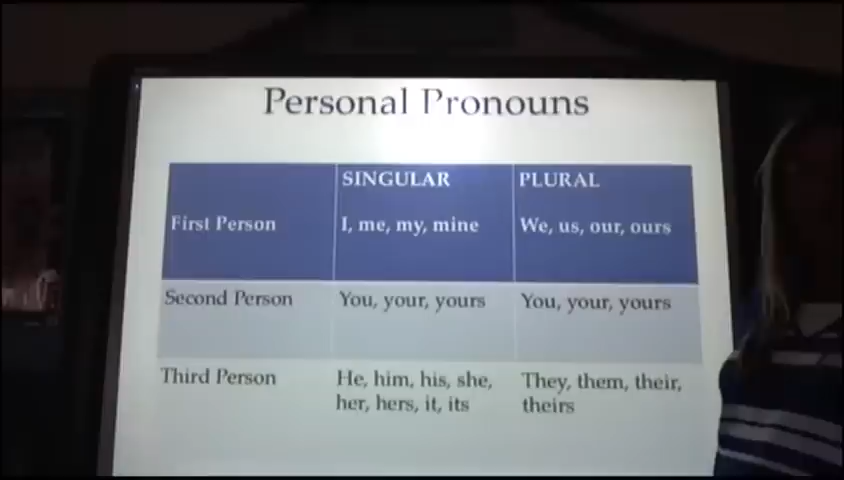 Personal Pronouns
SINGULAR PLURAL
First Person I, me, my, mine We, us, our, ours
Second Person You, your, yours You, your, yours
Third Person He, him, his, she, They, them, their,
her, hers, it, its theirs